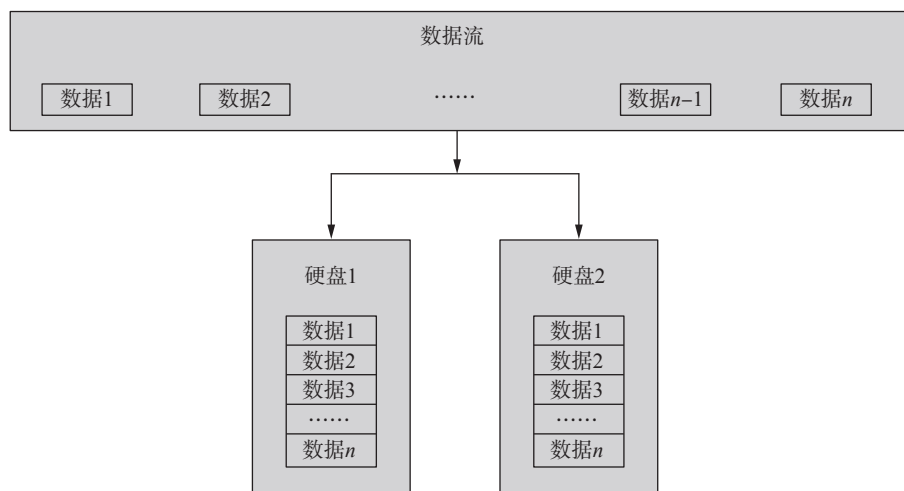 数据流
数据1 数据2 …… 数据n−1 数据n
硬盘1 硬盘2
数据1 数据1
数据2 数据2
数据3 数据3
…… ……
数据n 数据n